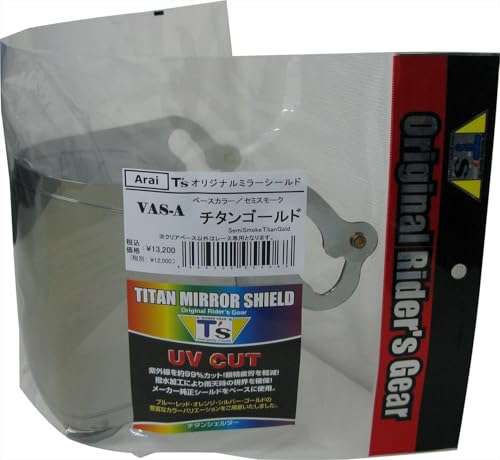 Arai
T'sオリジナルミラーシールド
VAS-A
ベースカラー／セミスモーク
チタンゴールド
SemiSmokeTitanGold
※クリアベース以外はレース専用となります。
税込
価格：¥13,200
(税別：¥12,000)
TITAN MIRROR SHIELD
Original Rider's Gear
T's
UV CUT
紫外線を約99%カット!眼精疲労を軽減!
撥水加工により雨天時の視界を確保!
メーカー純正シールドをベースに使用。
ブルー・レッド・オレンジ・シルバー・ゴールドの
豊富なカラーバリエーションをご用意いたしました。
チタンシェルター
T's
Original Rider's Gear